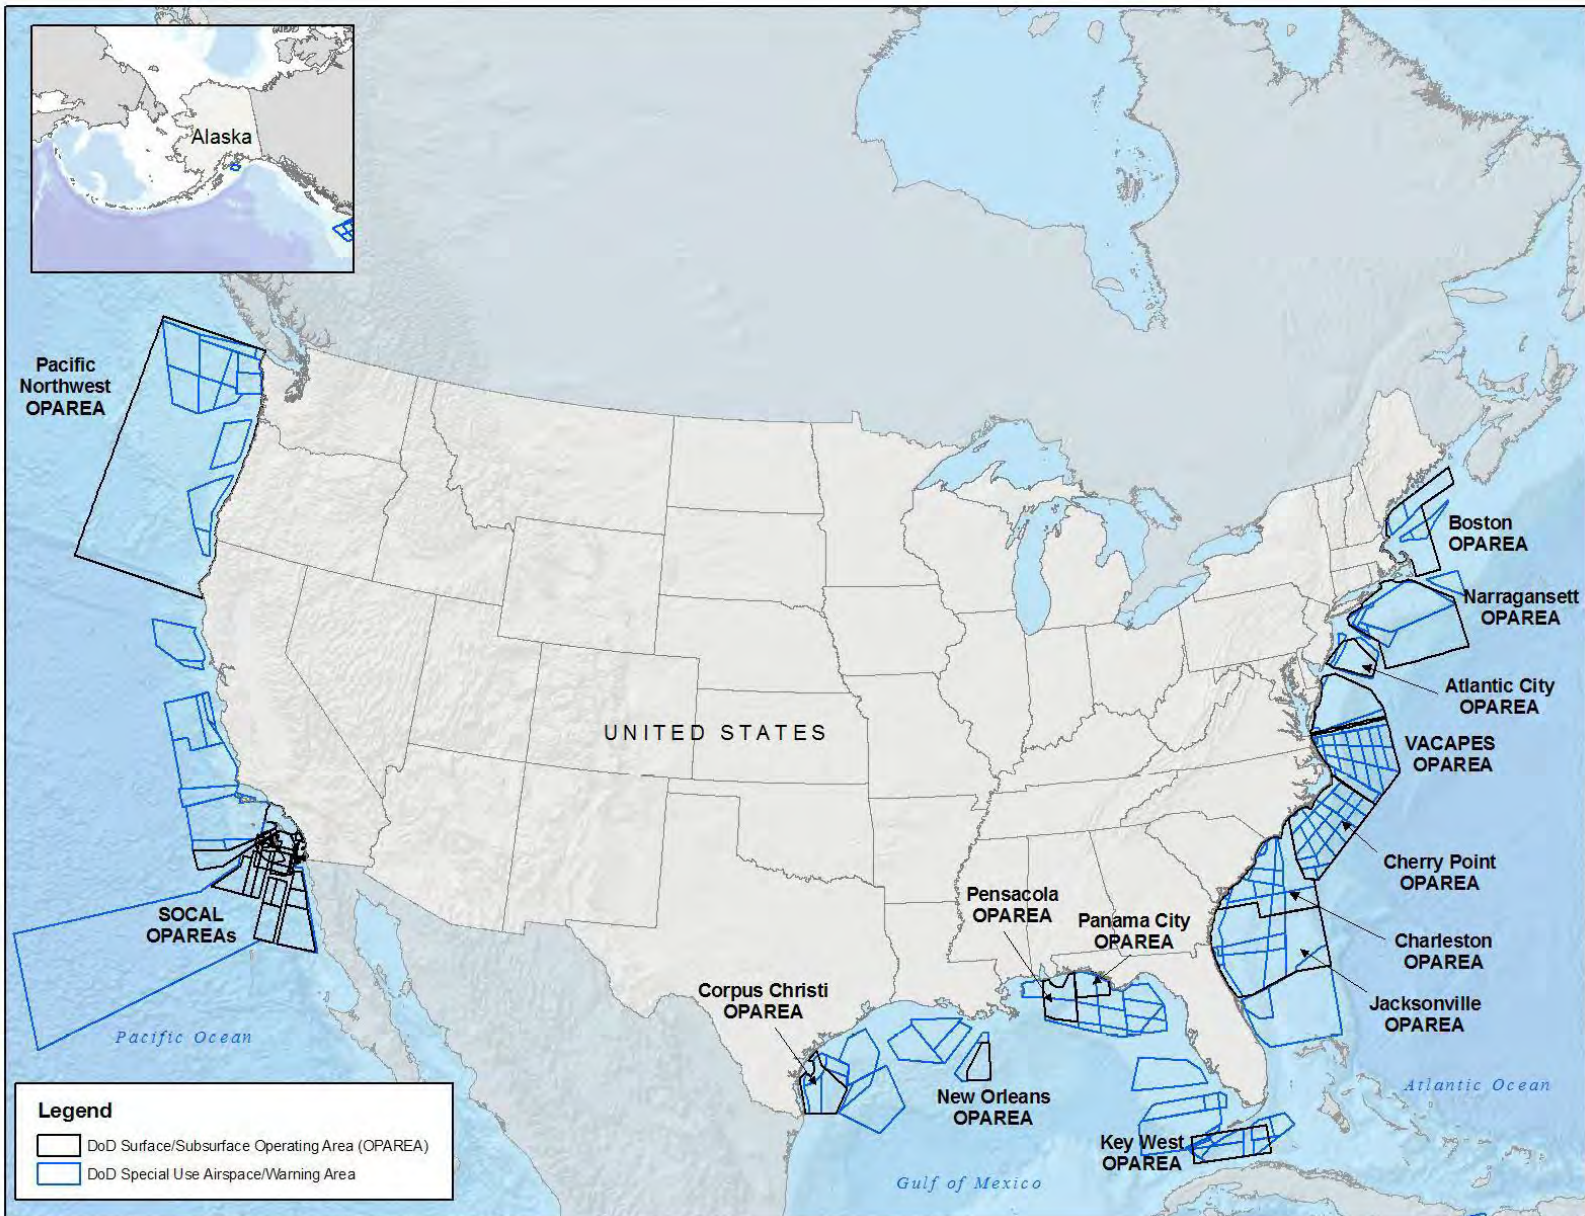 Alaska
Pacific
Northwest
OPAREA
Boston
OPAREA
Narragansett
OPAREA
Atlantic City
OPAREA
UNITED STATES
VACAPES
OPAREA
Cherry Point
OPAREA
Pensacola
OPAREA
Panama City
OPAREA
SOCAL
OPAREAs
Charleston
OPAREA
Corpus Christi
OPAREA
Jacksonville
OPAREA
Pacific Ocean
New Orleans
OPAREA
Atlantic Ocean
Key West
OPAREA
Gulf of Mexico
Legend
DoD Surface/Subsurface Operating Area (OPAREA)
DoD Special Use Airspace/Warning Area